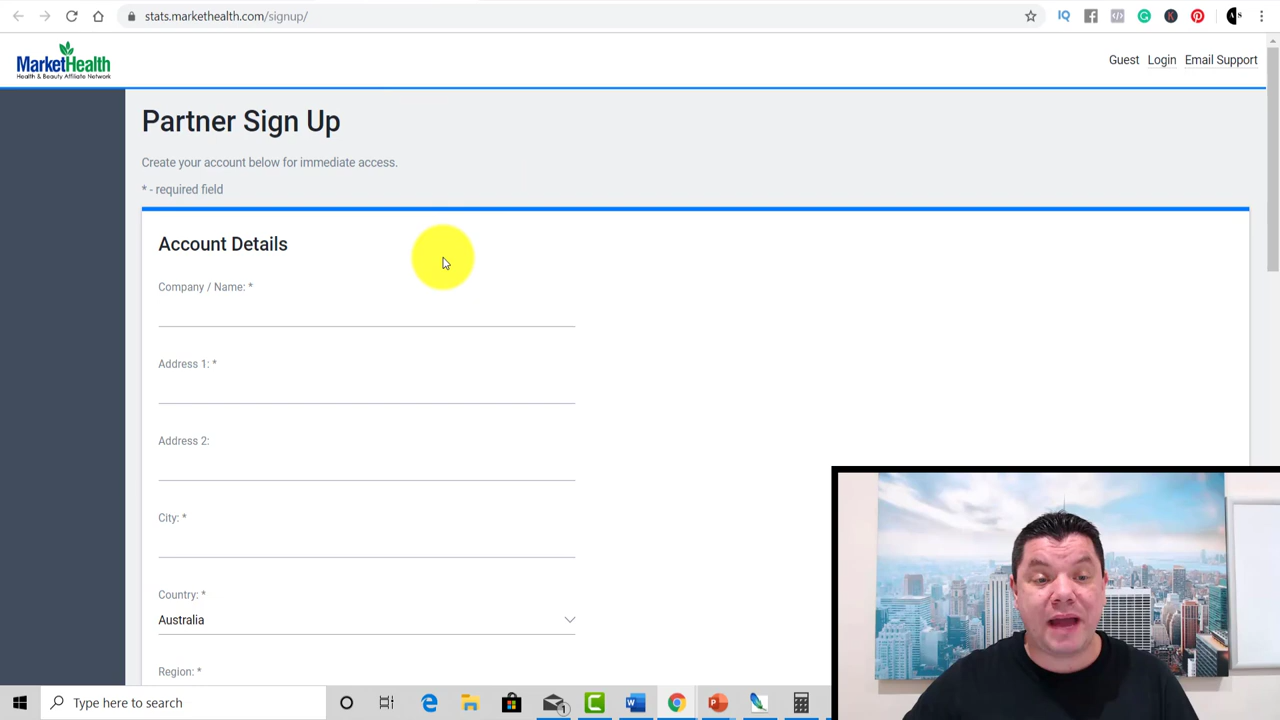 stats.markethealth.com/signup/
MarketHealth
Health & Beauty Affiliate Network
Guest Login Email Support
Partner Sign Up
Create your account below for immediate access.
* - required field
Account Details
Company / Name: *
Address 1: *
Address 2:
City: *
Country: *
Australia
Region: *
Type here to search